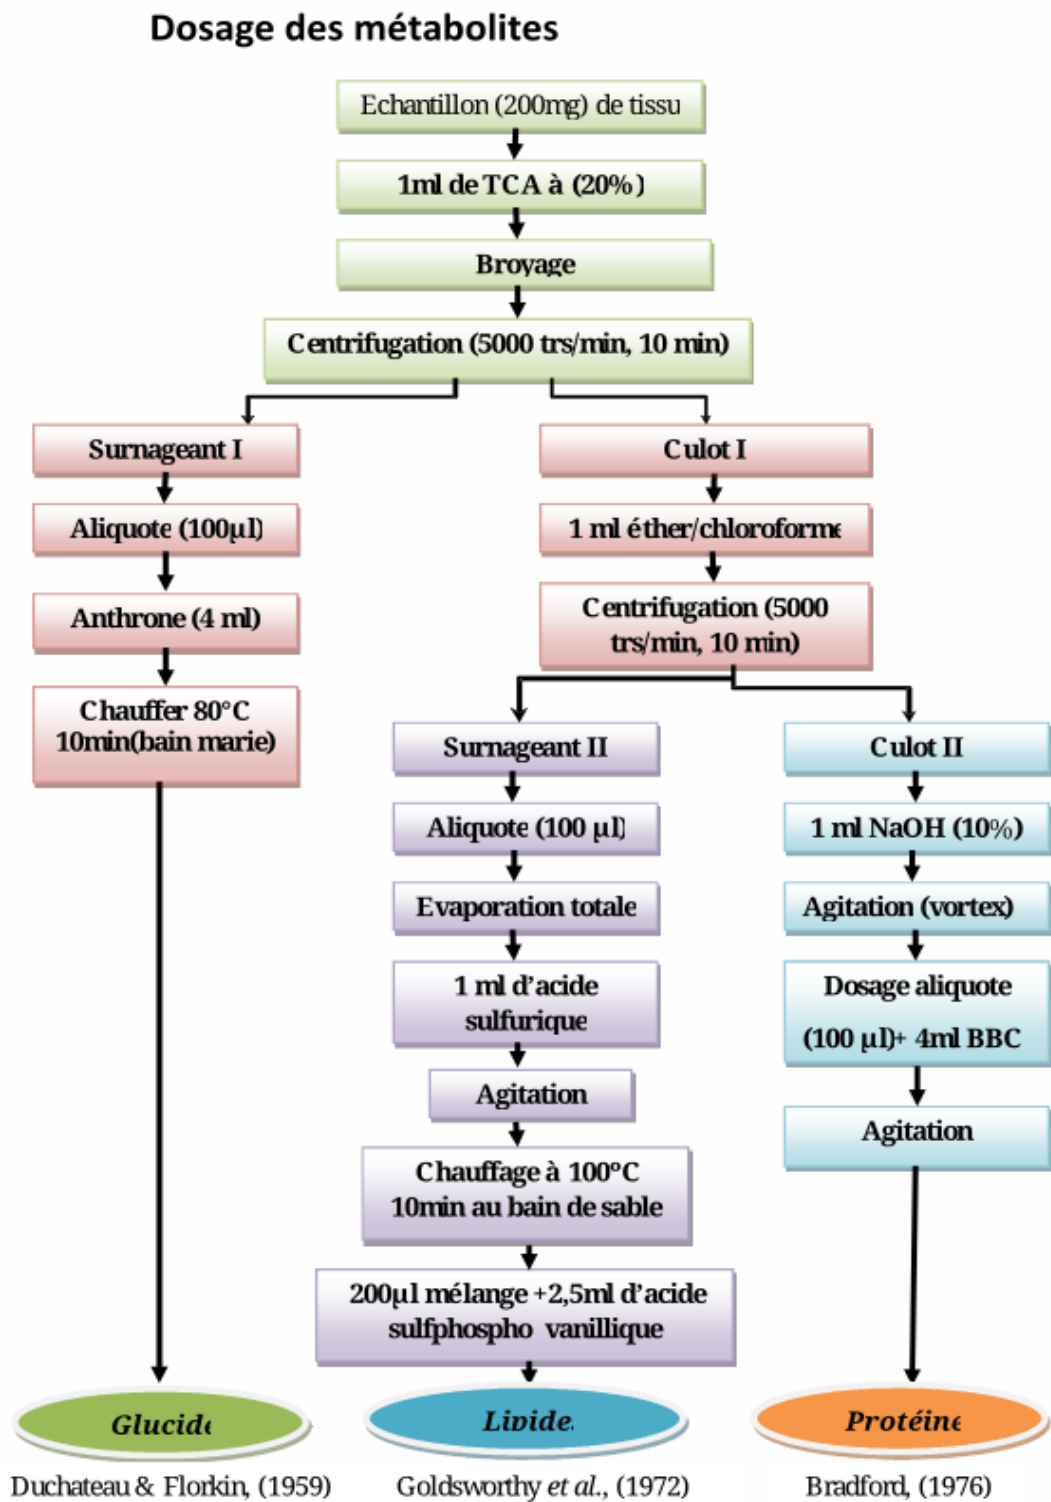 Dosage des métabolites
Echantillon (200mg) de tissu
1ml de TCA à (20%)
Broyage
Centrifugation (5000 trs/min, 10 min)
Surnageant I
Aliquote (100µl)
Anthrone (4 ml)
Chauffer 80°C
10min(bain marie)
Culot I
1 ml éther/chloroforme
Centrifugation (5000
trs/min, 10 min)
Surnageant II
Aliquote (100 µl)
Evaporation totale
1 ml d’acide
sulfurique
Agitation
Chauffage à 100°C
10min au bain de sable
200µl mélange +2,5ml d’acide
sulfphospho vanillique
Culot II
1 ml NaOH (10%)
Agitation (vortex)
Dosage aliquote
(100 µl)+ 4ml BBC
Agitation
Glucide
Lipide
Protéine
Duchateau & Florkin, (1959)
Goldsworthy et al., (1972)
Bradford, (1976)